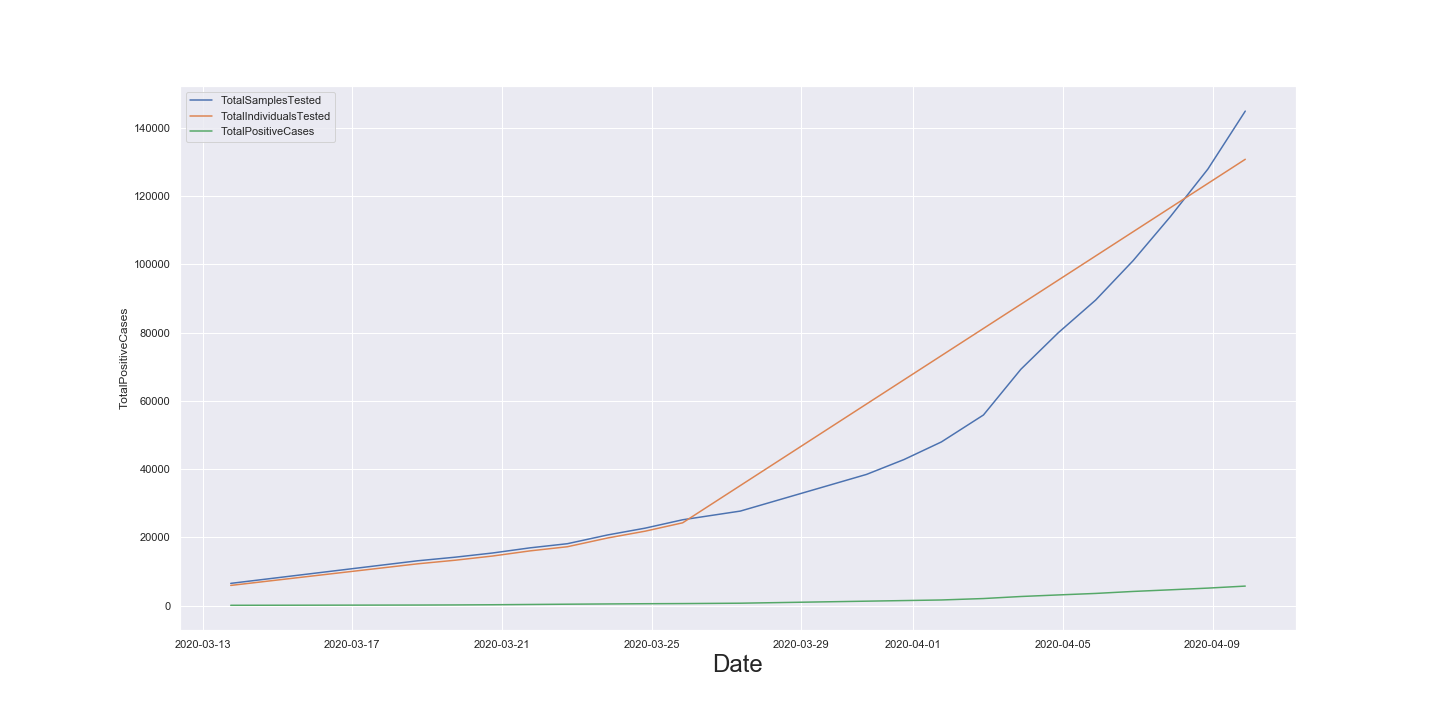 TotalSamplesTested
TotalIndividualsTested
TotalPositiveCases
140000
120000
100000
80000
60000
40000
20000
0
TotalPositiveCases
2020-03-13 2020-03-17 2020-03-21 2020-03-25 2020-03-29 2020-04-01 2020-04-05 2020-04-09
Date